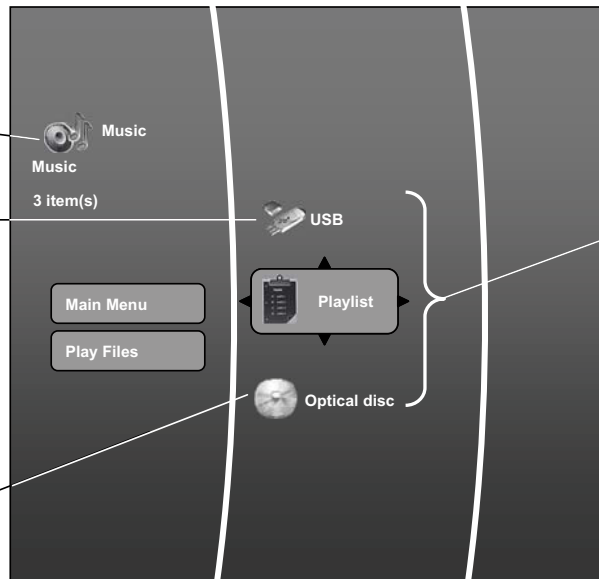 Music
Music
3 item(s)
USB
Main Menu
Playlist
Play Files
Optical disc